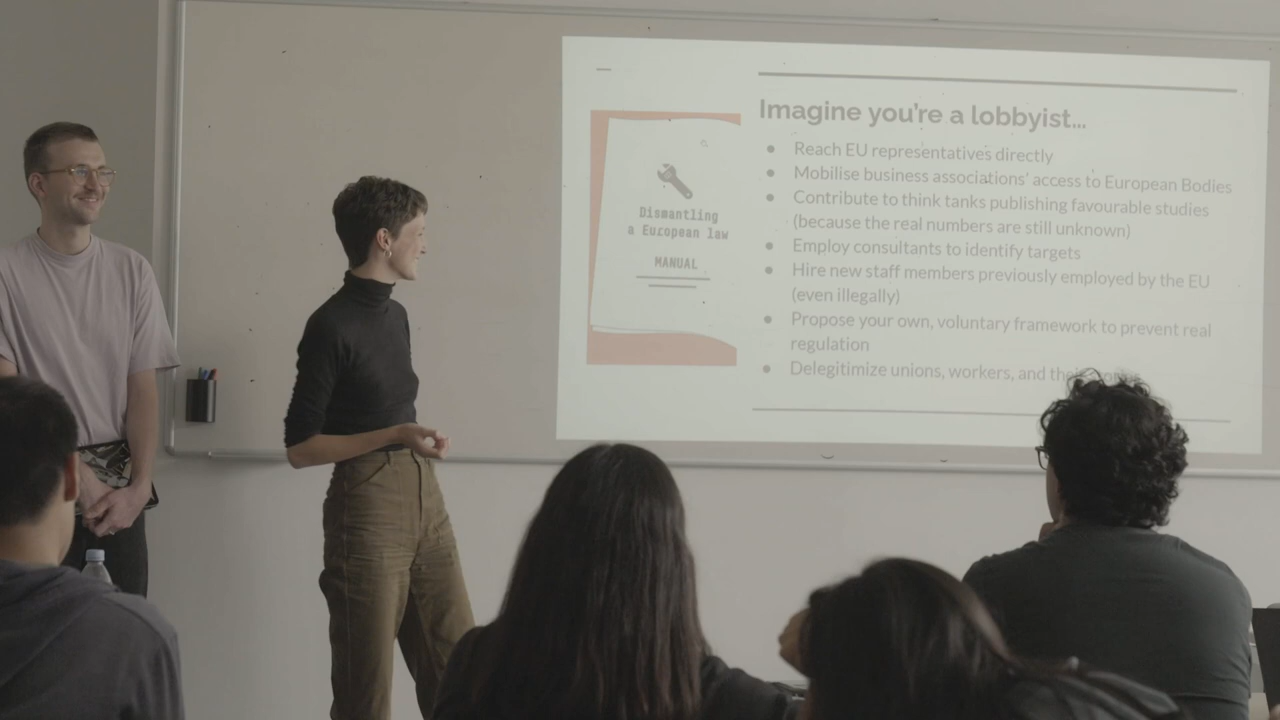 Imagine you're a lobbyist...
● Reach EU representatives directly
● Mobilise business associations' access to European Bodies
● Contribute to think tanks publishing favourable studies
(because the real numbers are still unknown)
● Employ consultants to identify targets
● Hire new staff members previously employed by the EU
(even illegally)
● Propose your own, voluntary framework to prevent real
regulation
● Delegitimize unions, workers, and their
Dismantling
a European law
MANUAL